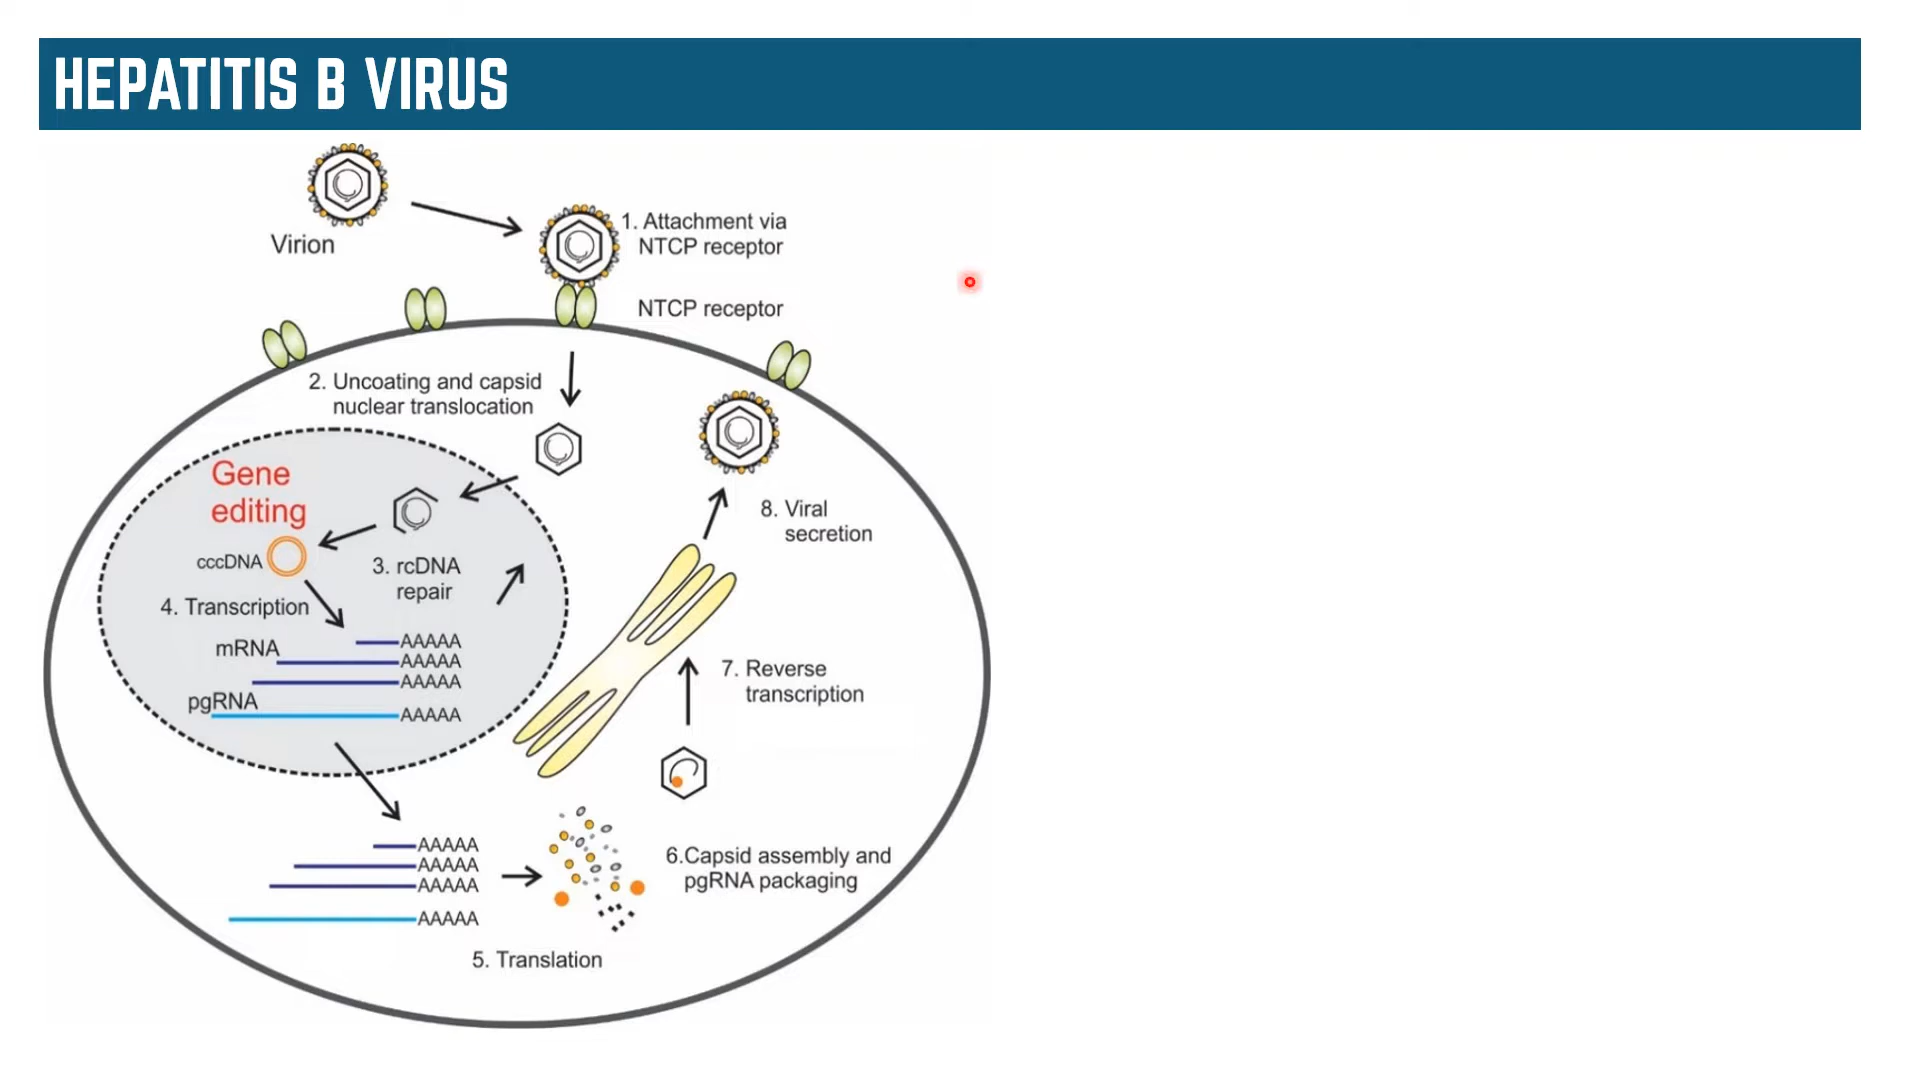 HEPATITIS B VIRUS
Virion
1. Attachment via
NTCP receptor
NTCP receptor
2. Uncoating and capsid
nuclear translocation
Gene
editing
cccDNA
3. rcDNA
repair
4. Transcription
mRNA
AAAAA
AAAAA
AAAAA
pgRNA
AAAAA
AAAAA
AAAAA
AAAAA
AAAAA
5. Translation
6.Capsid assembly and
pgRNA packaging
7. Reverse
transcription
8. Viral
secretion